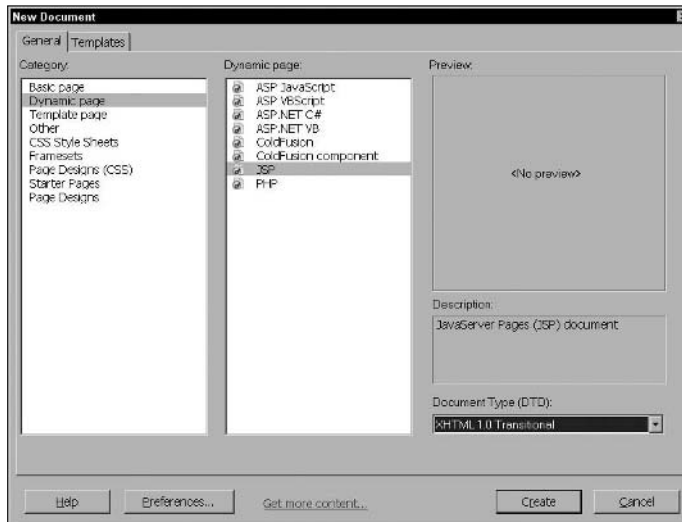 New Document
General
Templates
Category:
Basic page
Dynamic page
Template page
Other
CSS Style Sheets
Framesets
Page Designs (CSS)
Starter Pages
Page Designs
Dynamic page:
ASP JavaScript
ASP VBScript
ASP.NET C#
ASP.NET VB
ColdFusion
ColdFusion component
JSP
PHP
Preview:
<No preview>
Description:
JavaServer Pages (JSP) document
Document Type (DTD):
XHTML 1.0 Transitional
Help
Preferences...
Get more content...
Create
Cancel